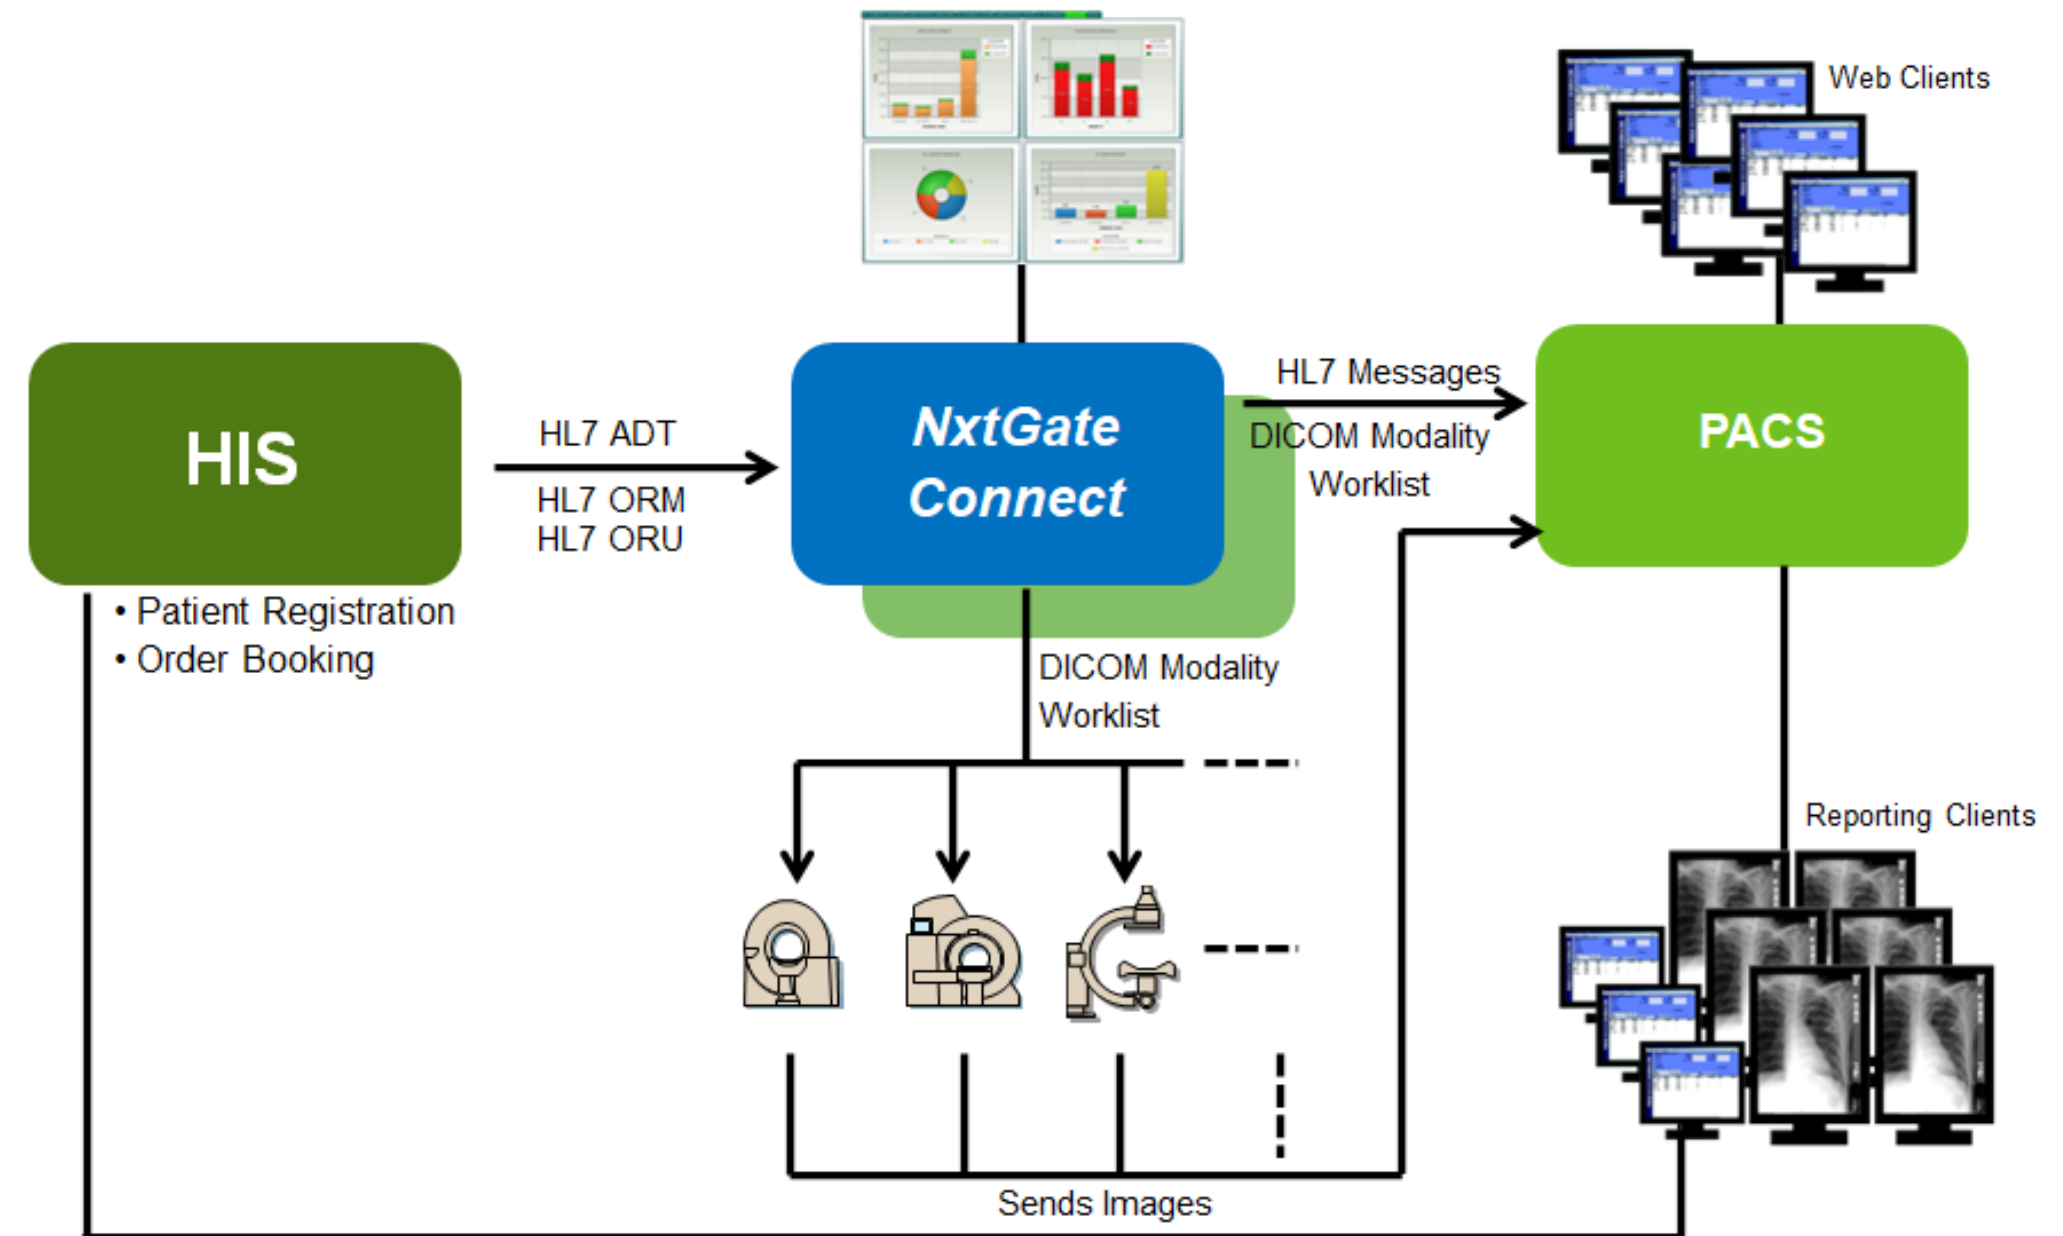 Web Clients
HIS
HL7 ADT
HL7 ORM
HL7 ORU
NxtGate
Connect
HL7 Messages
DICOM Modality
Worklist
PACS
• Patient Registration
• Order Booking
DICOM Modality
Worklist
Reporting Clients
Sends Images